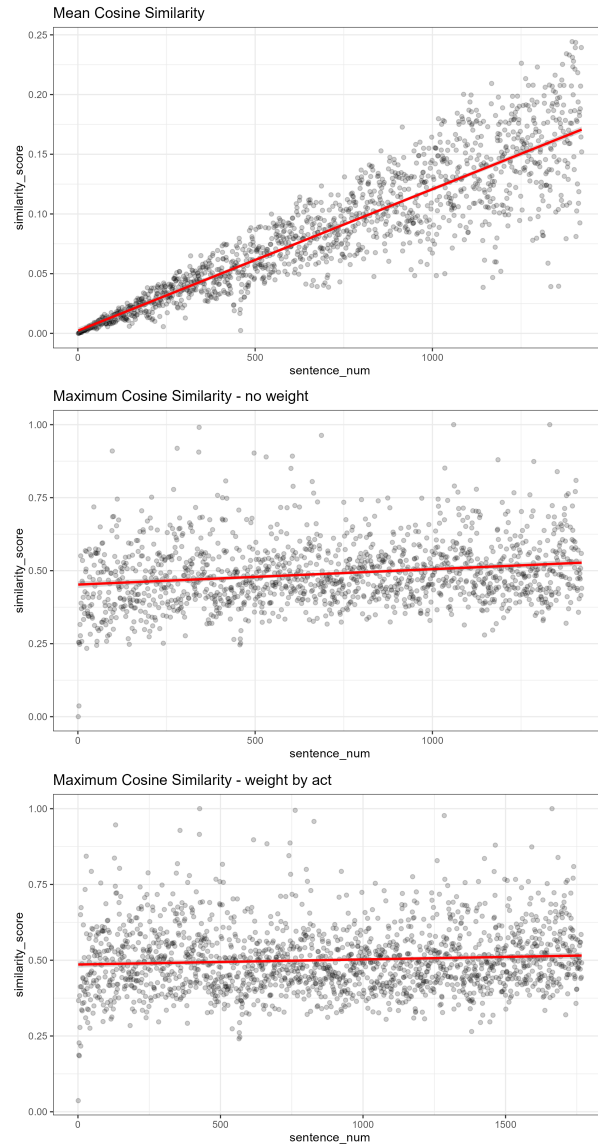 Mean Cosine Similarity
0.25
0.20
0.15
0.10
0.05
0.00
similarity_score
0 500 1000
sentence_num
Maximum Cosine Similarity - no weight
1.00
0.75
0.50
0.25
0.00
similarity_score
0 500 1000
sentence_num
Maximum Cosine Similarity - weight by act
1.00
0.75
0.50
0.25
0.00
similarity_score
0 500 1000 1500
sentence_num